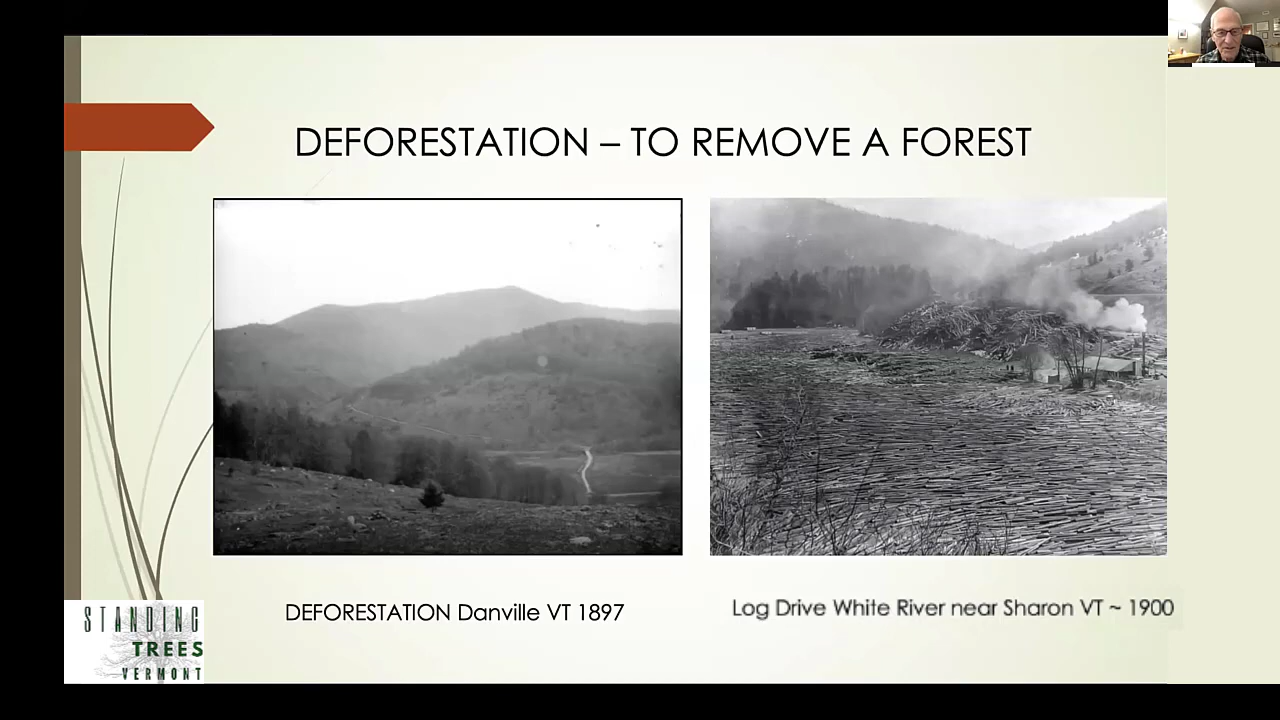 DEFORESTATION – TO REMOVE A FOREST
DEFORESTATION Danville VT 1897
Log Drive White River near Sharon VT ~ 1900
STANDING
TREES
VERMONT